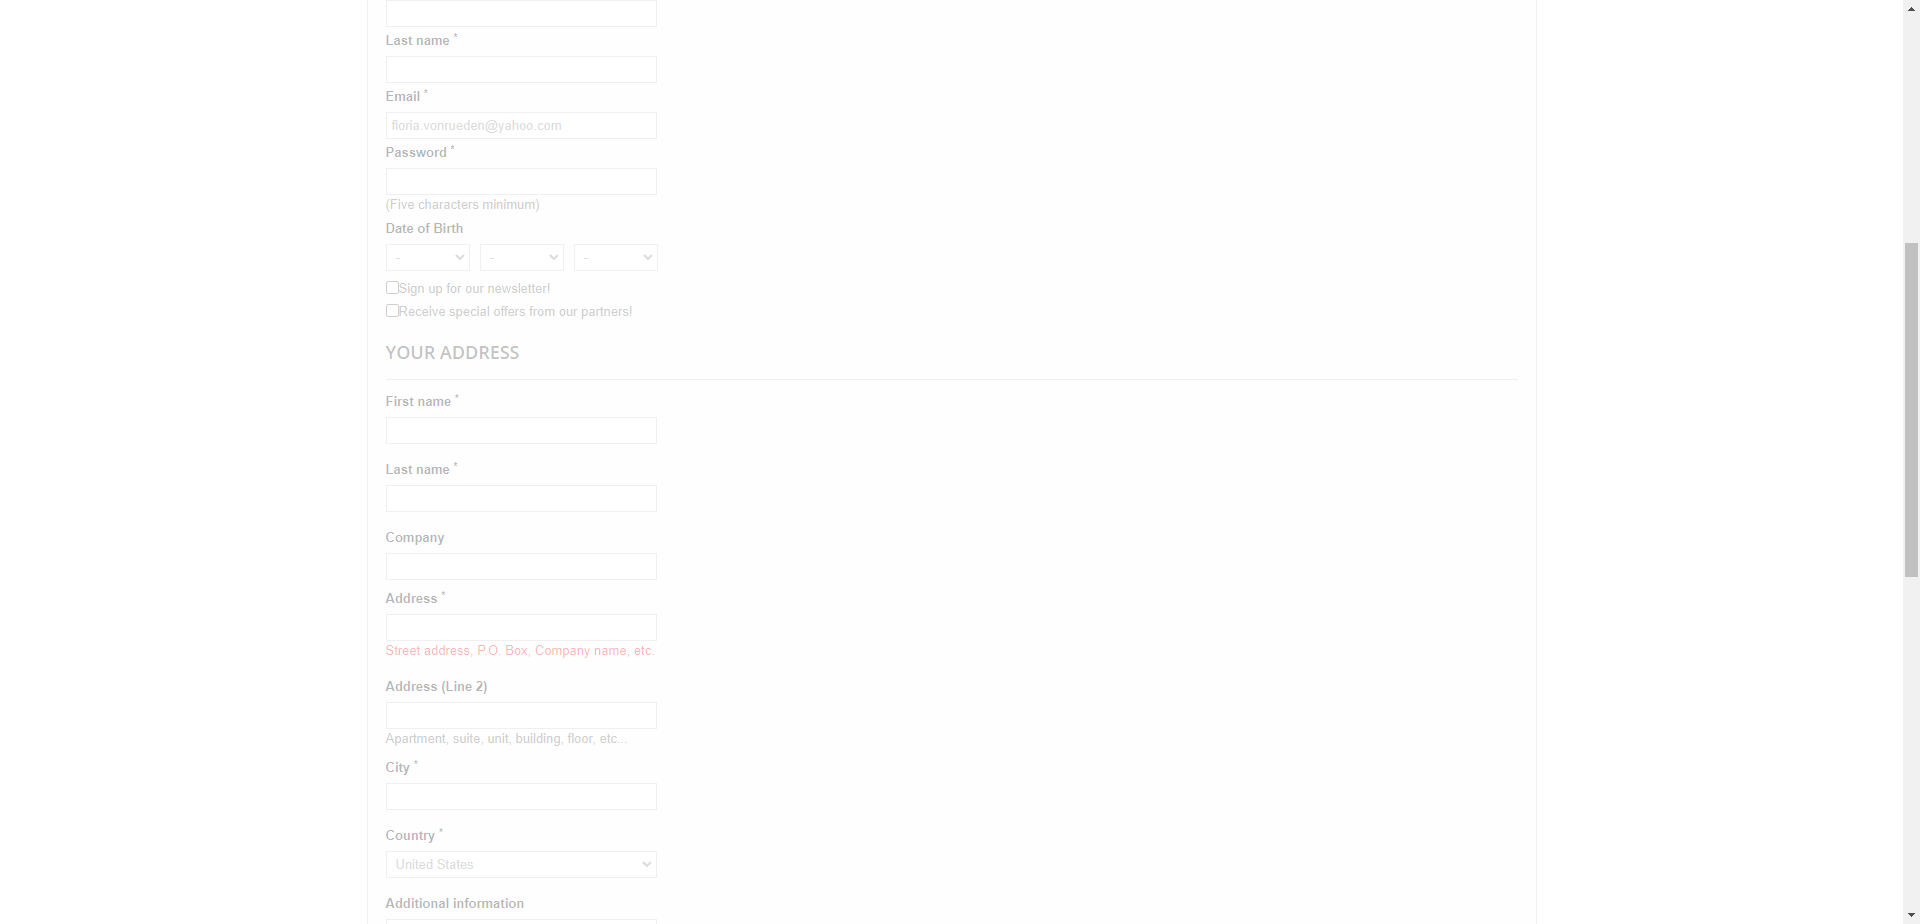 Last name *
Email *
floria.vonrueden@yahoo.com
Password *
(Five characters minimum)
Date of Birth
- - -
Sign up for our newsletter!
Receive special offers from our partners!
YOUR ADDRESS
First name *
Last name *
Company
Address *
Street address, P.O. Box, Company name, etc.
Address (Line 2)
Apartment, suite, unit, building, floor, etc...
City *
Country *
United States
Additional information